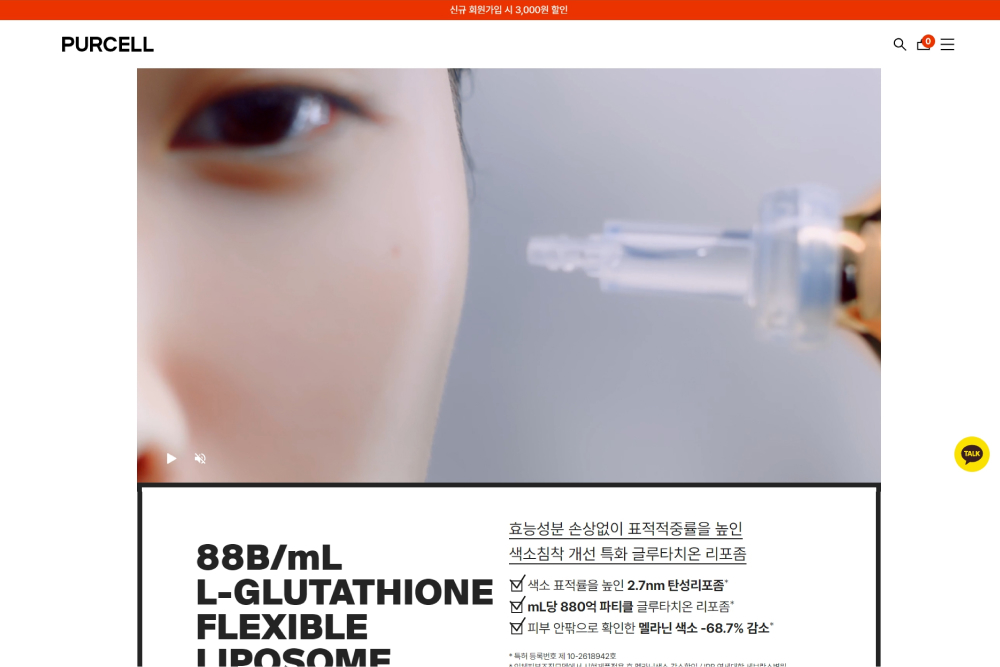 신규 회원가입 시 3,000원 할인
PURCELL
0
TALK
88B/mL
L-GLUTATHIONE
FLEXIBLE
LIPOSOME
효능성분 손상없이 표적적중률을 높인
색소침착 개선 특화 글루타치온 리포좀
색소 표적률을 높인 2.7nm 탄성리포좀*
mL당 880억 파티클 글루타치온 리포좀*
피부 안팎으로 확인한 멜라닌 색소 -68.7% 감소*
* 특허 등록번호 제 10-2618942호